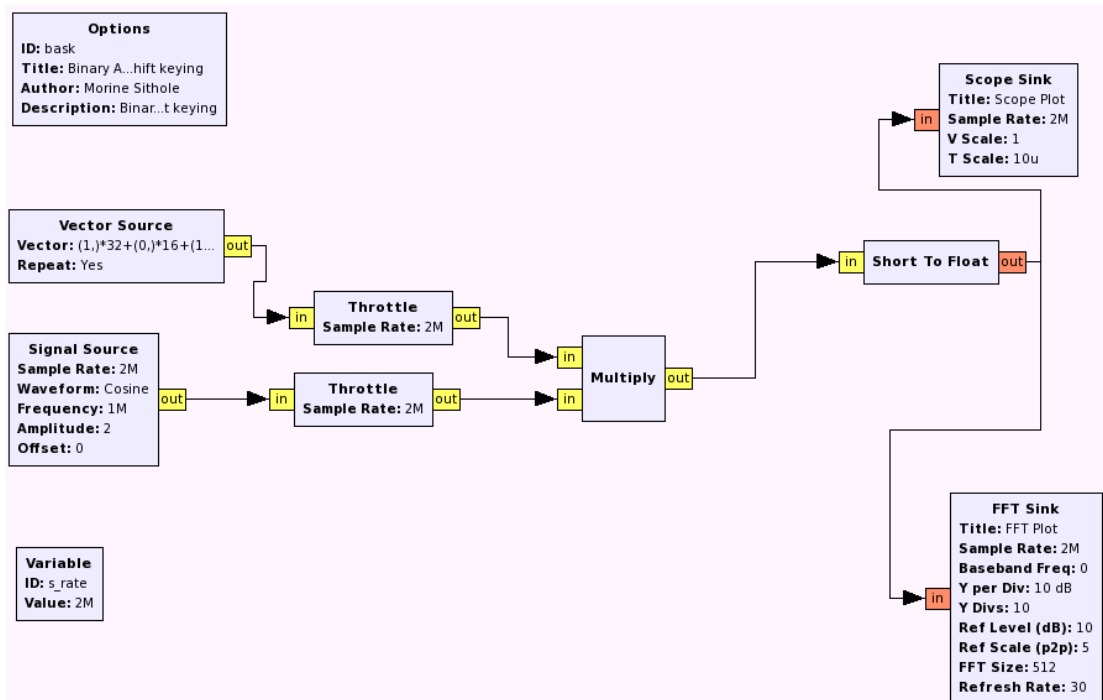 Options
ID: bask
Title: Binary A...hift keying
Author: Morine Sithole
Description: Binar...t keying
Scope Sink
Title: Scope Plot
Sample Rate: 2M
V Scale: 1
T Scale: 10u
in
Vector Source
Vector: (1,)*32+(0,)*16+(1...
Repeat: Yes
out
in
Short To Float
out
in
Throttle
Sample Rate: 2M
out
Signal Source
Sample Rate: 2M
Waveform: Cosine
Frequency: 1M
Amplitude: 2
Offset: 0
out
in
Throttle
Sample Rate: 2M
out
in
in
Multiply
out
Variable
ID: s_rate
Value: 2M
in
FFT Sink
Title: FFT Plot
Sample Rate: 2M
Baseband Freq: 0
Y per Div: 10 dB
Y Divs: 10
Ref Level (dB): 10
Ref Scale (p2p): 5
FFT Size: 512
Refresh Rate: 30